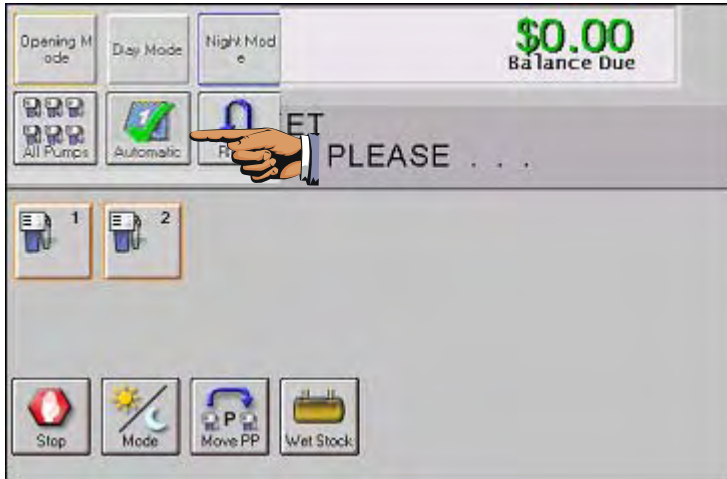 Opening M
ode
Day Mode
Night Mod
e
$0.00
Balance Due
All Pumps
1
Automatic
ET
PLEASE . . .
1
2
Stop
Mode
P
Move PP
Wet Stock